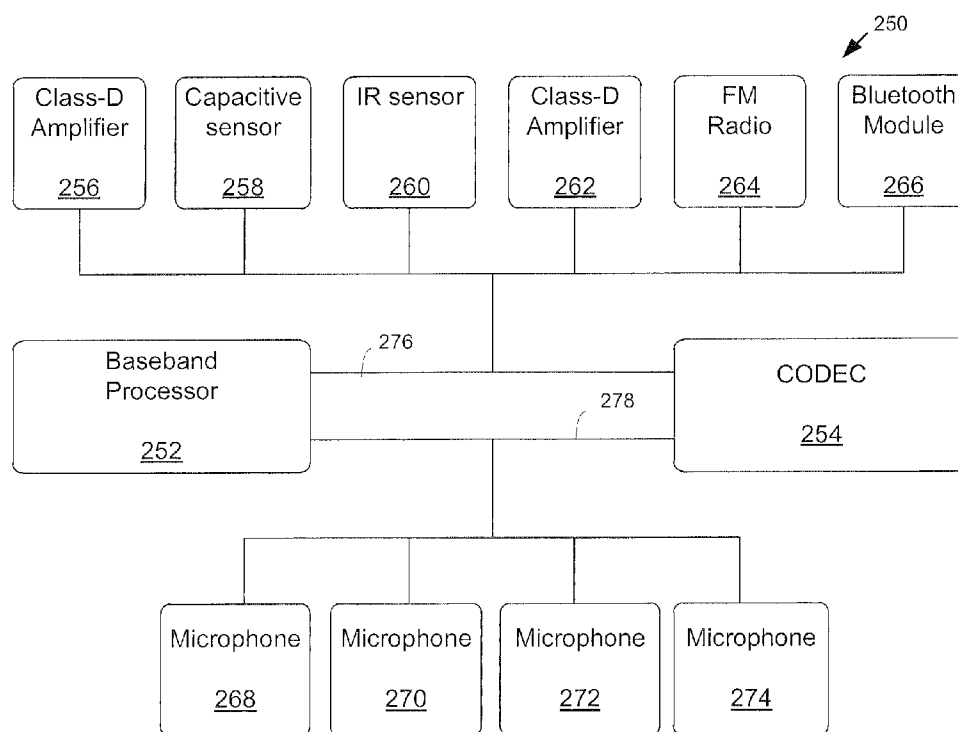 250
Class-D
Amplifier
256
Capacitive
sensor
258
IR sensor
260
Class-D
Amplifier
262
FM
Radio
264
Bluetooth
Module
266
Baseband
Processor
252
276
278
CODEC
254
Microphone
268
Microphone
270
Microphone
272
Microphone
274